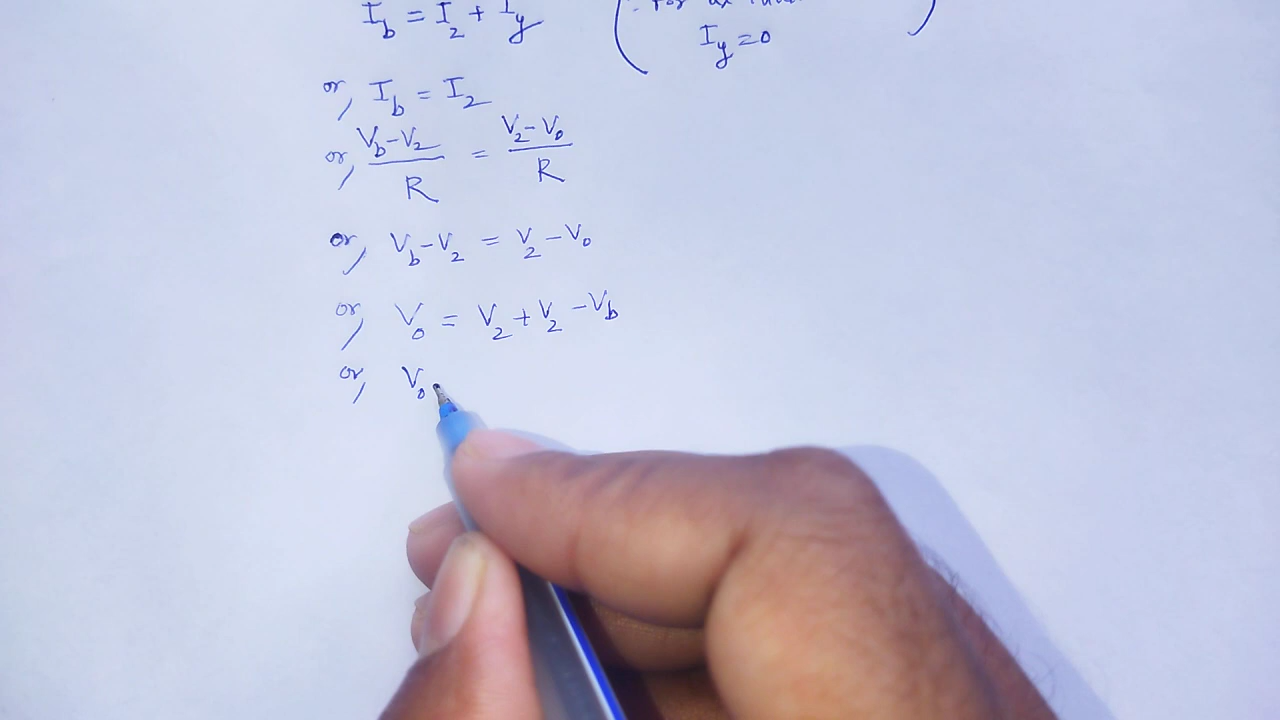 I_b = I_2 + I_y
I_y = 0
or, I_b = I_2
or, (V_b - V_2)/R = (V_2 - V_0)/R
or, V_b - V_2 = V_2 - V_0
or, V_0 = V_2 + V_2 - V_b
or, V_0